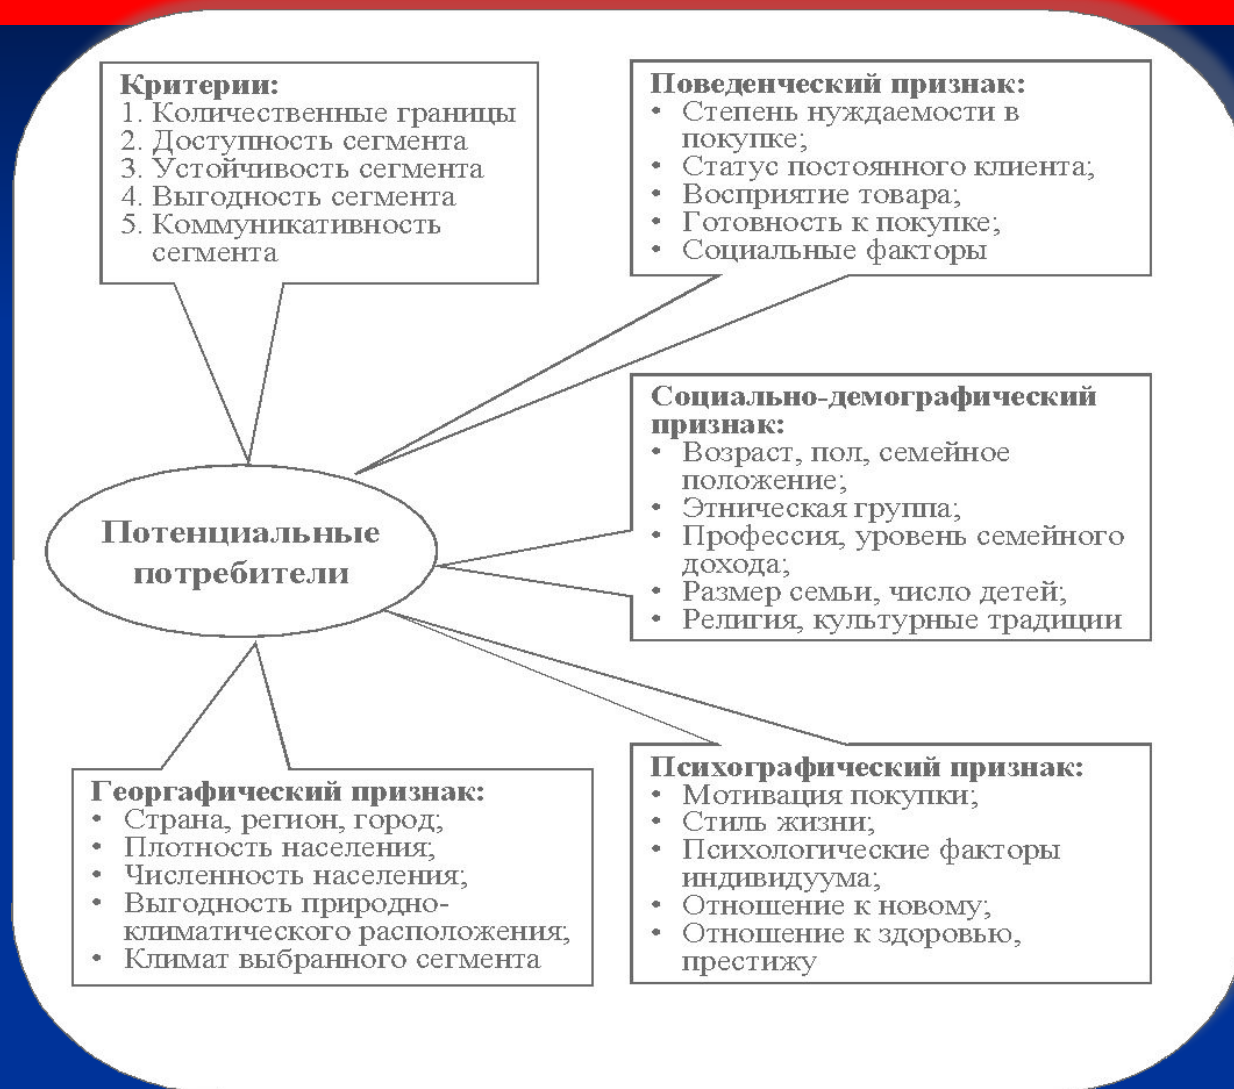 Критерии:
1. Количественные границы
2. Доступность сегмента
3. Устойчивость сегмента
4. Выгодность сегмента
5. Коммуникативность
сегмента
Поведенческий признак:
• Степень нуждаемости в
покупке;
• Статус постоянного клиента;
• Восприятие товара;
• Готовность к покупке;
• Социальные факторы
Социально-демографический
признак:
• Возраст, пол, семейное
положение;
• Этническая группа;
• Профессия, уровень семейного
дохода;
• Размер семьи, число детей;
• Религия, культурные традиции
Потенциальные
потребители
Георгафический признак:
• Страна, регион, город;
• Плотность населения;
• Численность населения;
• Выгодность природно-
климатического расположения;
• Климат выбранного сегмента
Психографический признак:
• Мотивация покупки;
• Стиль жизни;
• Психологические факторы
индивидуума;
• Отношение к новому;
• Отношение к здоровью,
престижу